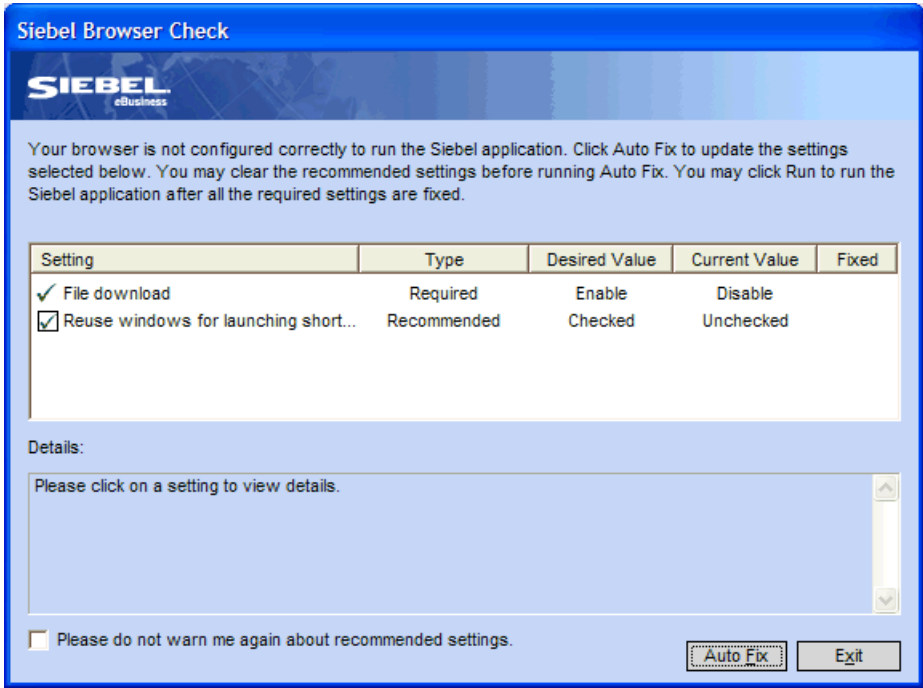 Siebel Browser Check
SIEBEL.
eBusiness
Your browser is not configured correctly to run the Siebel application. Click Auto Fix to update the settings
selected below. You may clear the recommended settings before running Auto Fix. You may click Run to run the
Siebel application after all the required settings are fixed.
Setting Type Desired Value Current Value Fixed
File download Required Enable Disable
Reuse windows for launching short... Recommended Checked Unchecked
Details:
Please click on a setting to view details.
Please do not warn me again about recommended settings.
Auto Fix Exit